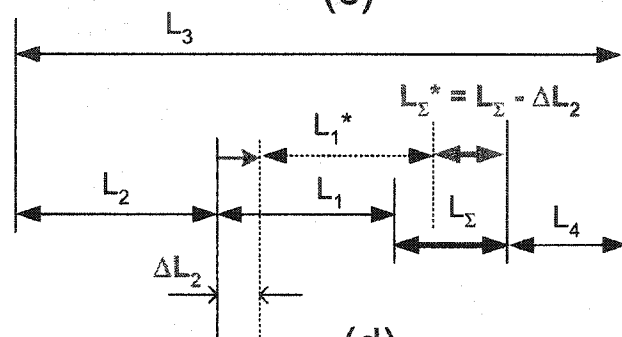 (c)
L₃
L_Σ* = L_Σ - ΔL₂
L₁*
L₂ L₁ L_Σ L₄
ΔL₂
(d)